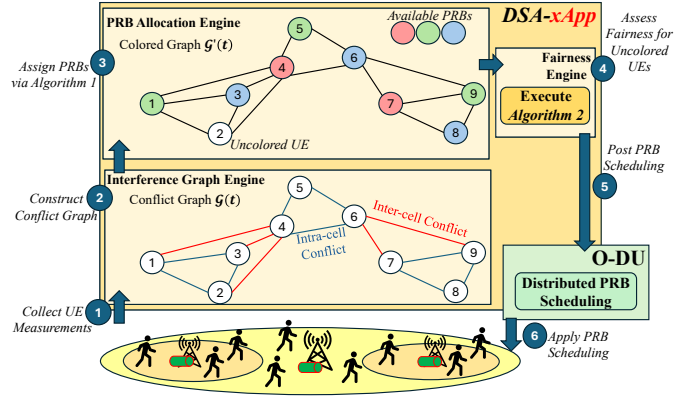 PRB Allocation Engine
Colored Graph G'(t)
Available PRBs
DSA-xApp
Assess
Fairness for
Uncolored
UEs
4
3
Assign PRBs
via Algorithm 1
5
4
6
3
1
2
7
9
8
Uncolored UE
Fairness
Engine
Execute
Algorithm 2
Post PRB
Scheduling
5
2
Construct
Conflict Graph
Interference Graph Engine
Conflict Graph G(t)
5
4
6
3
1
2
7
9
8
Inter-cell Conflict
Intra-cell
Conflict
O-DU
Distributed PRB
Scheduling
1
Collect UE
Measurements
6
Apply PRB
Scheduling